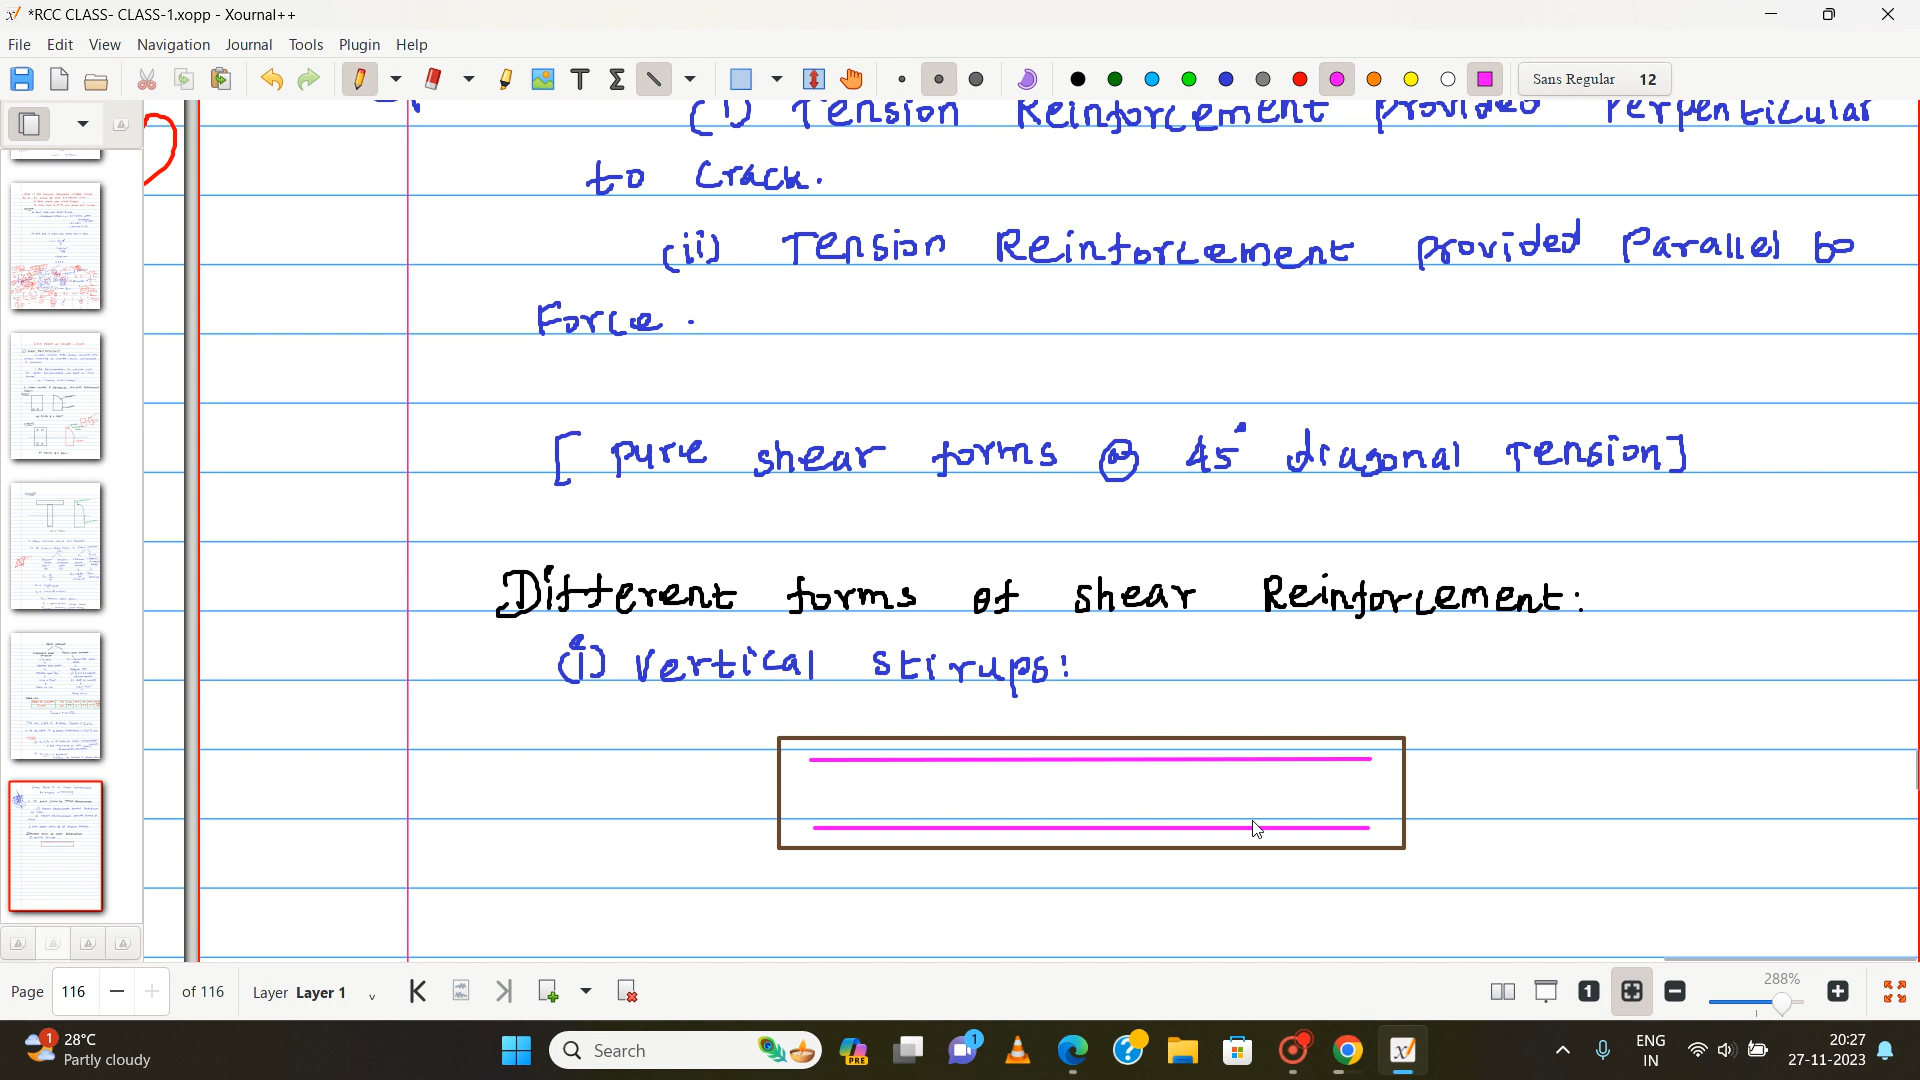 *RCC CLASS- CLASS-1.xopp - Xournal++
File Edit View Navigation Journal Tools Plugin Help
Sans Regular 12
(i) Tension Reinforcement provided Perpenticular
to Crack.
(ii) Tension Reinforcement provided Parallel to
Force.
[ pure shear forms @ 45° diagonal Tension]
Different forms of shear Reinforcement:
(i) Vertical stirrups:
Page 116 of 116 Layer Layer 1 288%
28°C
Partly cloudy
Search
ENG
IN
20:27
27-11-2023